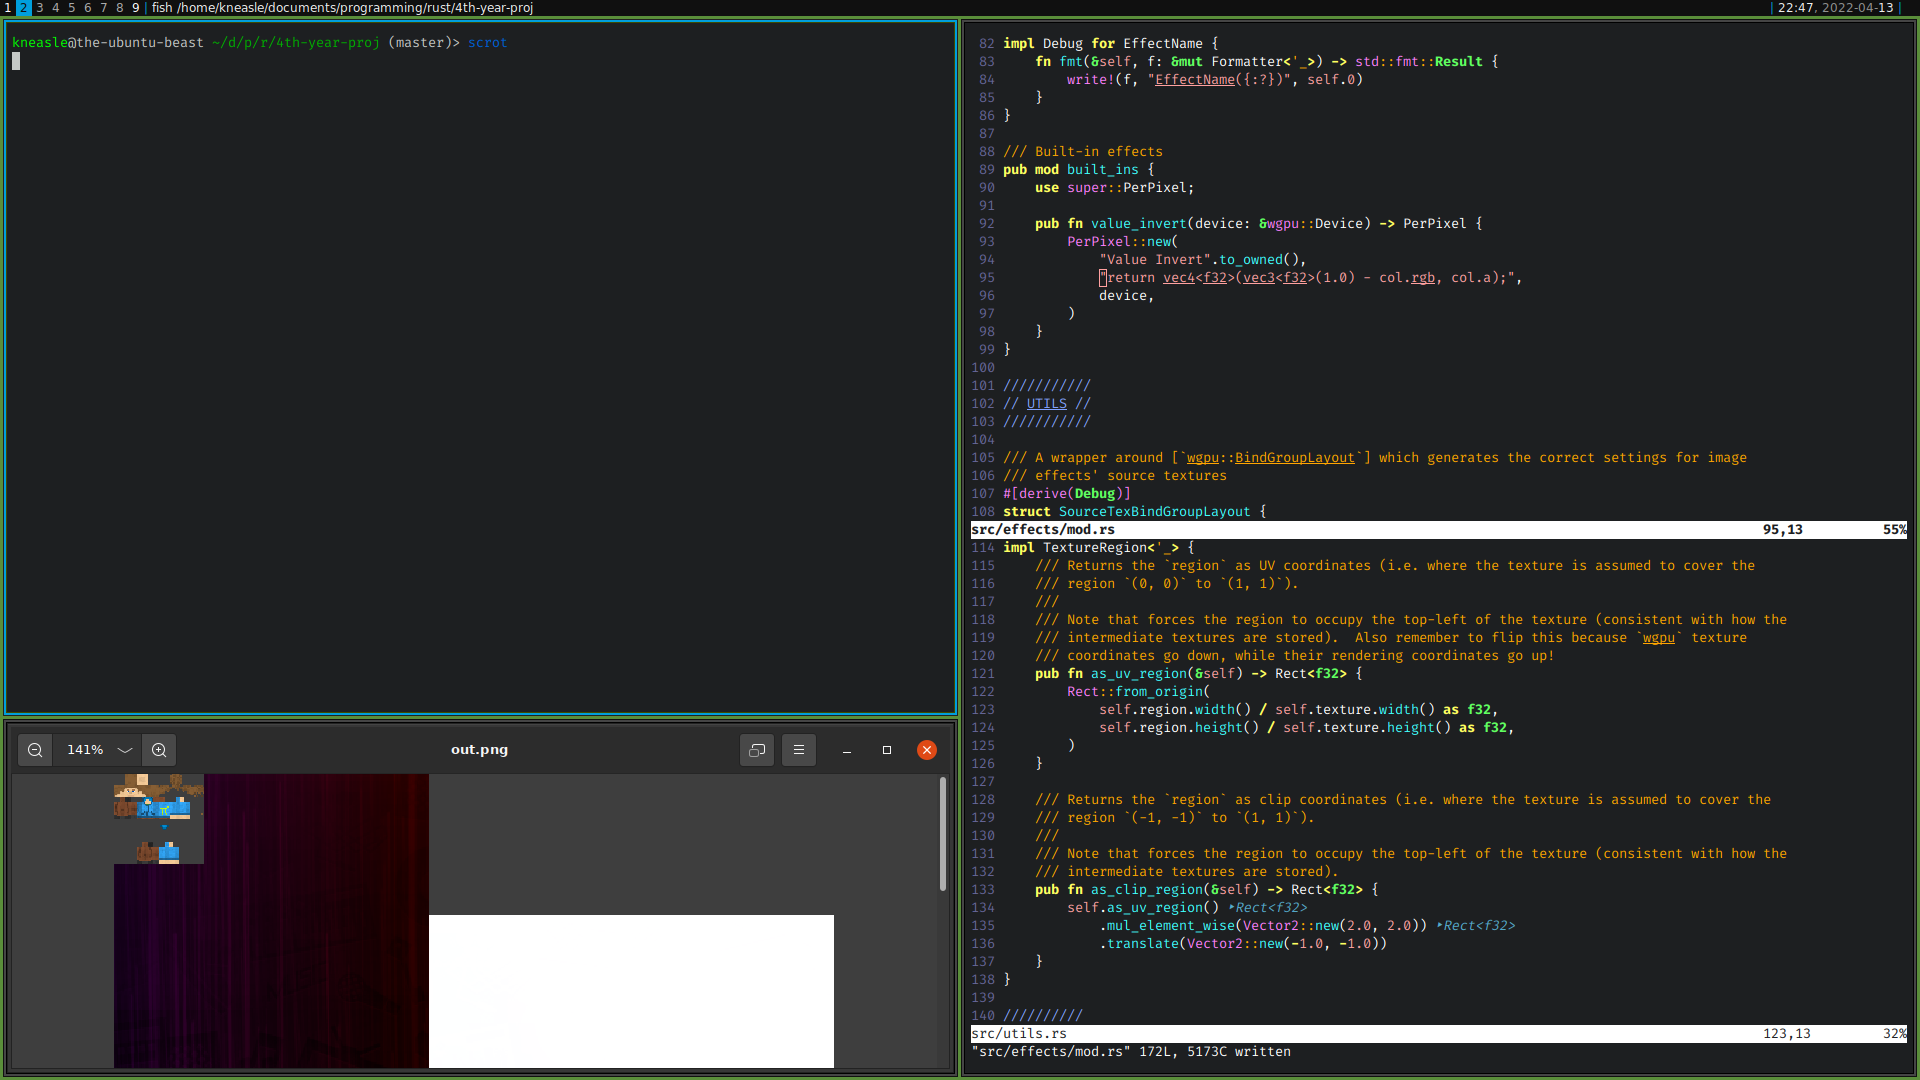 1 2 3 4 5 6 7 8 9 | fish /home/kneasle/documents/programming/rust/4th-year-proj
| 22:47, 2022-04-13 |
kneasle@the-ubuntu-beast ~/d/p/r/4th-year-proj (master)> scrot
141%
out.png
82 impl Debug for EffectName {
83     fn fmt(&self, f: &mut Formatter<'_>) -> std::fmt::Result {
84         write!(f, "EffectName({:?})", self.0)
85     }
86 }
87
88 /// Built-in effects
89 pub mod built_ins {
90     use super::PerPixel;
91
92     pub fn value_invert(device: &wgpu::Device) -> PerPixel {
93         PerPixel::new(
94             "Value Invert".to_owned(),
95             "return vec4<f32>(vec3<f32>(1.0) - col.rgb, col.a);",
96             device,
97         )
98     }
99 }
100
101 ///////////
102 // UTILS //
103 ///////////
104
105 /// A wrapper around [`wgpu::BindGroupLayout`] which generates the correct settings for image
106 /// effects' source textures
107 #[derive(Debug)]
108 struct SourceTexBindGroupLayout {
src/effects/mod.rs 95,13 55%
114 impl TextureRegion<'_> {
115     /// Returns the `region` as UV coordinates (i.e. where the texture is assumed to cover the
116     /// region `(0, 0)` to `(1, 1)`).
117     ///
118     /// Note that forces the region to occupy the top-left of the texture (consistent with how the
119     /// intermediate textures are stored).  Also remember to flip this because `wgpu` texture
120     /// coordinates go down, while their rendering coordinates go up!
121     pub fn as_uv_region(&self) -> Rect<f32> {
122         Rect::from_origin(
123             self.region.width() / self.texture.width() as f32,
124             self.region.height() / self.texture.height() as f32,
125         )
126     }
127
128     /// Returns the `region` as clip coordinates (i.e. where the texture is assumed to cover the
129     /// region `(-1, -1)` to `(1, 1)`).
130     ///
131     /// Note that forces the region to occupy the top-left of the texture (consistent with how the
132     /// intermediate textures are stored).
133     pub fn as_clip_region(&self) -> Rect<f32> {
134         self.as_uv_region() ‣Rect<f32>
135             .mul_element_wise(Vector2::new(2.0, 2.0)) ‣Rect<f32>
136             .translate(Vector2::new(-1.0, -1.0))
137     }
138 }
139
140 //////////
src/utils.rs 123,13 32%
"src/effects/mod.rs" 172L, 5173C written